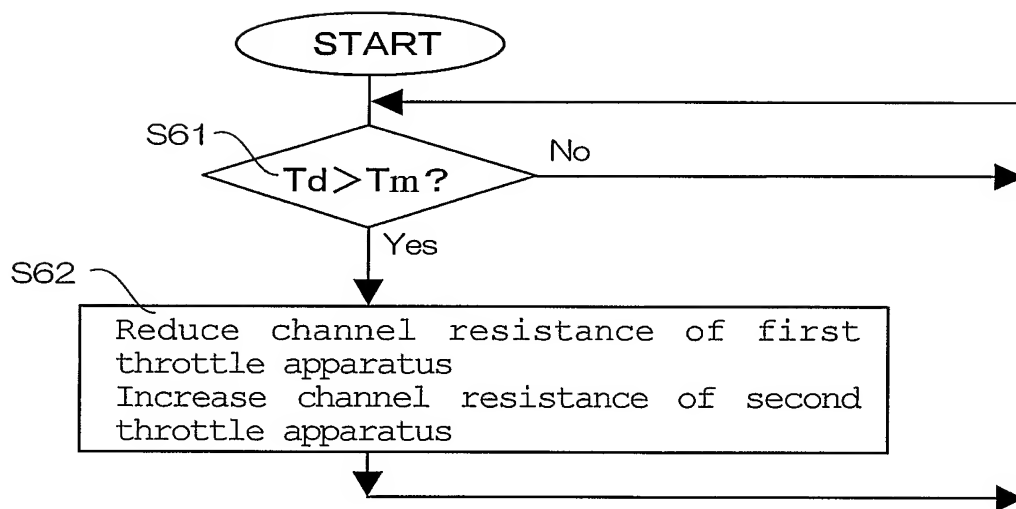 START
S61
Td>Tm?
No
Yes
S62
Reduce channel resistance of first
throttle apparatus
Increase channel resistance of second
throttle apparatus